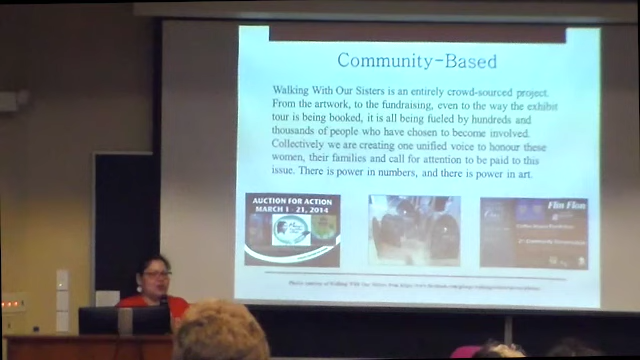 Community-Based
Walking With Our Sisters is an entirely crowd-sourced project.
From the artwork, to the fundraising, even to the way the exhibit
tour is being booked, it is all being fueled by hundreds and
thousands of people who have chosen to become involved.
Collectively we are creating one unified voice to honour these
women, their families and call for attention to be paid to this
issue. There is power in numbers, and there is power in art.
AUCTION FOR ACTION
MARCH 1 - 21, 2014
Flin Flon